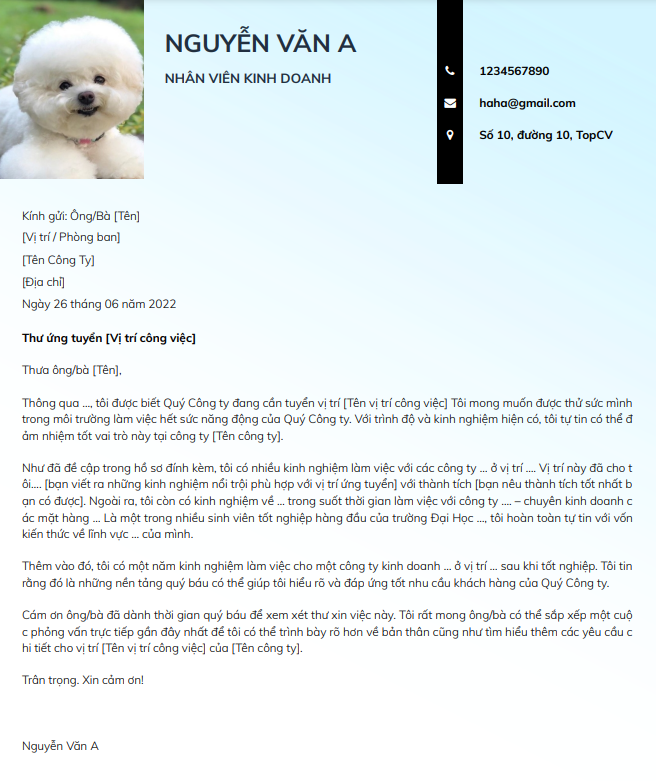 NGUYỄN VĂN A
NHÂN VIÊN KINH DOANH
1234567890
haha@gmail.com
Số 10, đường 10, TopCV
Kính gửi: Ông/Bà [Tên]
[Vị trí / Phòng ban]
[Tên Công Ty]
[Địa chỉ]
Ngày 26 tháng 06 năm 2022
Thư ứng tuyển [Vị trí công việc]
Thưa ông/bà [Tên],
Thông qua ..., tôi được biết Quý Công ty đang cần tuyển vị trí [Tên vị trí công việc] Tôi mong muốn được thử sức mình
trong môi trường làm việc hết sức năng động của Quý Công ty. Với trình độ và kinh nghiệm hiện có, tôi tự tin có thể đ
ảm nhiệm tốt vai trò này tại công ty [Tên công ty].
Như đã đề cập trong hồ sơ đính kèm, tôi có nhiều kinh nghiệm làm việc với các công ty ... ở vị trí .... Vị trí này đã cho t
ôi.... [bạn viết ra những kinh nghiệm nổi trội phù hợp với vị trí ứng tuyển] với thành tích [bạn nêu thành tích tốt nhất b
ạn có được]. Ngoài ra, tôi còn có kinh nghiệm về ... trong suốt thời gian làm việc với công ty .... – chuyên kinh doanh c
ác mặt hàng ... Là một trong nhiều sinh viên tốt nghiệp hàng đầu của trường Đại Học ..., tôi hoàn toàn tự tin với vốn
kiến thức về lĩnh vực ... của mình.
Thêm vào đó, tôi có một năm kinh nghiệm làm việc cho một công ty kinh doanh ... ở vị trí ... sau khi tốt nghiệp. Tôi tin
rằng đó là những nền tảng quý báu có thể giúp tôi hiểu rõ và đáp ứng tốt nhu cầu khách hàng của Quý Công ty.
Cám ơn ông/bà đã dành thời gian quý báu để xem xét thư xin việc này. Tôi rất mong ông/bà có thể sắp xếp một cuộ
c phỏng vấn trực tiếp gần đây nhất để tôi có thể trình bày rõ hơn về bản thân cũng như tìm hiểu thêm các yêu cầu c
hi tiết cho vị trí [Tên vị trí công việc] của [Tên công ty].
Trân trọng. Xin cảm ơn!
Nguyễn Văn A